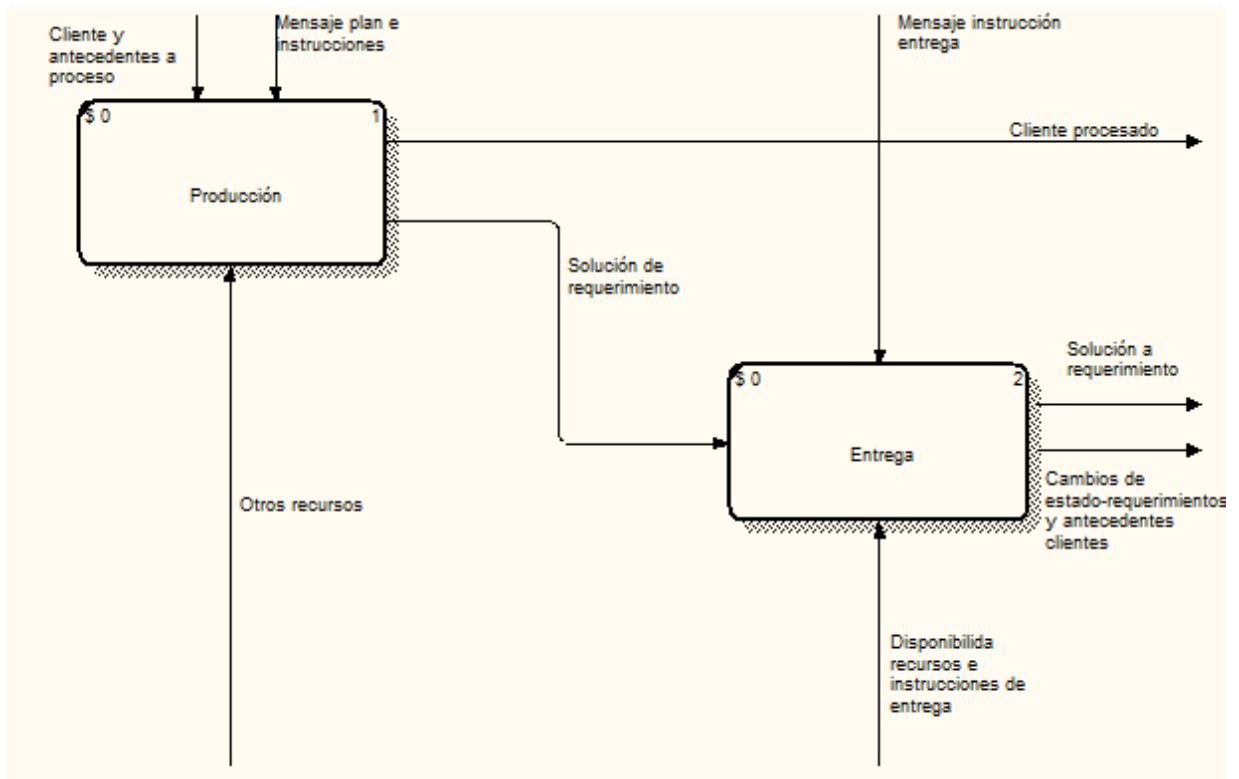 Cliente y
antecedentes a
proceso
Mensaje plan e
instrucciones
Mensaje instrucción
entrega
$ 0
1
Producción
Cliente procesado
Solución de
requerimiento
$ 0
2
Entrega
Solución a
requerimiento
Otros recursos
Cambios de
estado-requerimientos
y antecedentes
clientes
Disponibilida
recursos e
instrucciones de
entrega